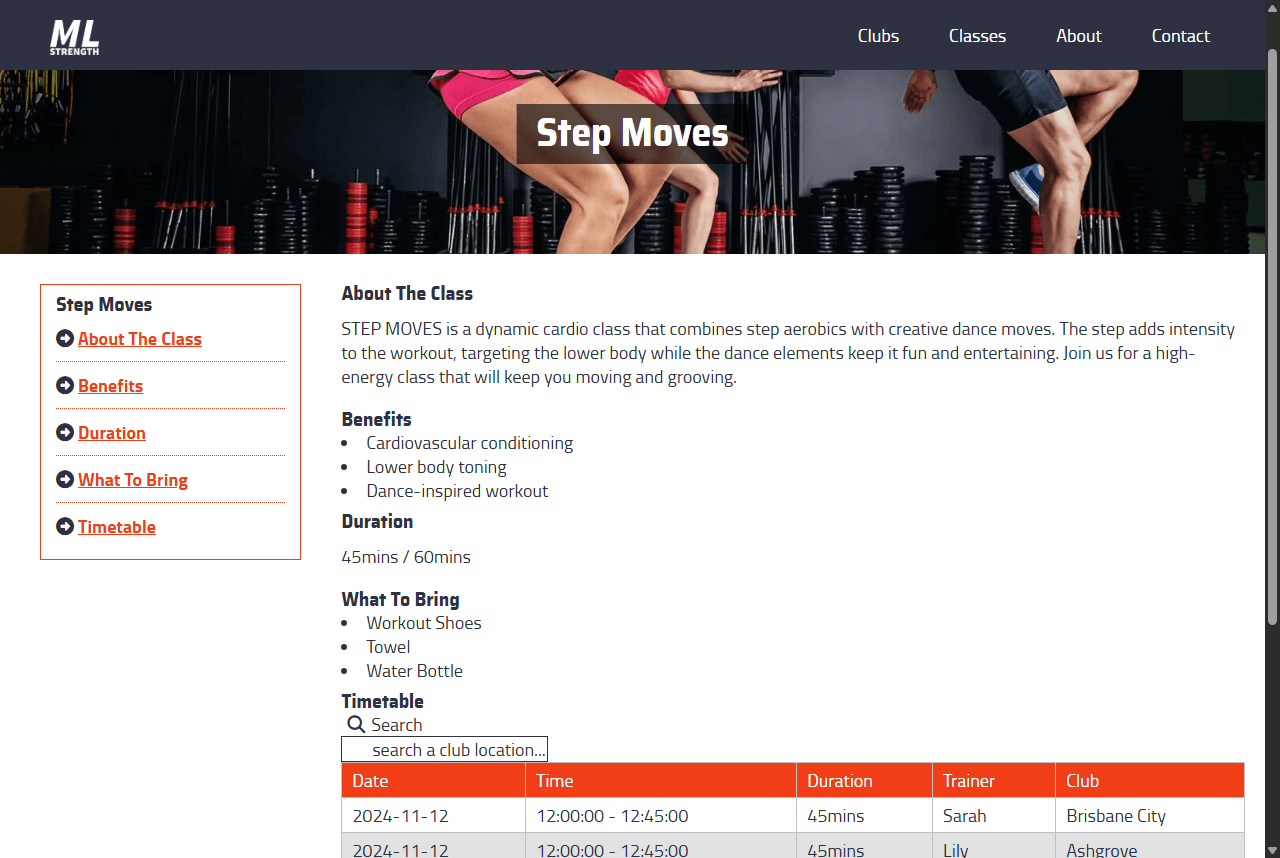 ML
STRENGTH
Clubs
Classes
About
Contact
Step Moves
Step Moves
About The Class
Benefits
Duration
What To Bring
Timetable
About The Class
STEP MOVES is a dynamic cardio class that combines step aerobics with creative dance moves. The step adds intensity
to the workout, targeting the lower body while the dance elements keep it fun and entertaining. Join us for a high-
energy class that will keep you moving and grooving.
Benefits
• Cardiovascular conditioning
• Lower body toning
• Dance-inspired workout
Duration
45mins / 60mins
What To Bring
• Workout Shoes
• Towel
• Water Bottle
Timetable
Search
search a club location...
Date Time Duration Trainer Club
2024-11-12 12:00:00 - 12:45:00 45mins Sarah Brisbane City
2024-11-12 12:00:00 - 12:45:00 45mins Lily Ashgrove